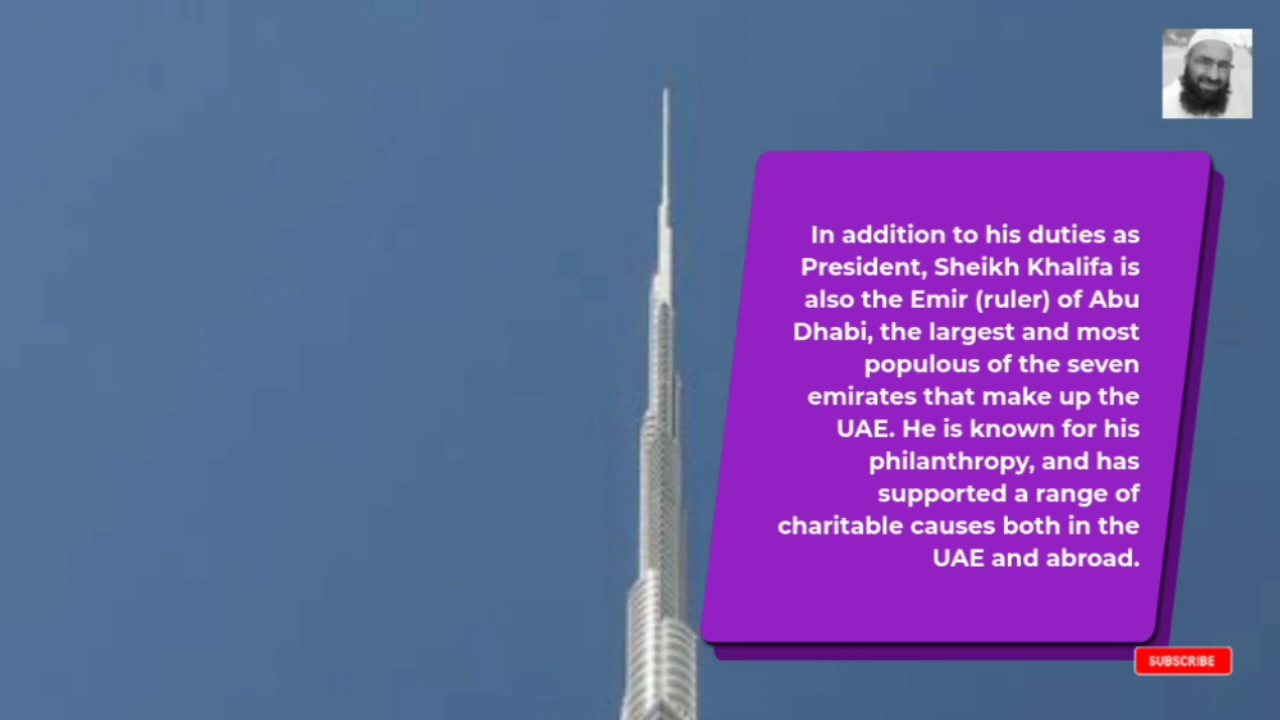 In addition to his duties as
President, Sheikh Khalifa is
also the Emir (ruler) of Abu
Dhabi, the largest and most
populous of the seven
emirates that make up the
UAE. He is known for his
philanthropy, and has
supported a range of
charitable causes both in the
UAE and abroad.
SUBSCRIBE